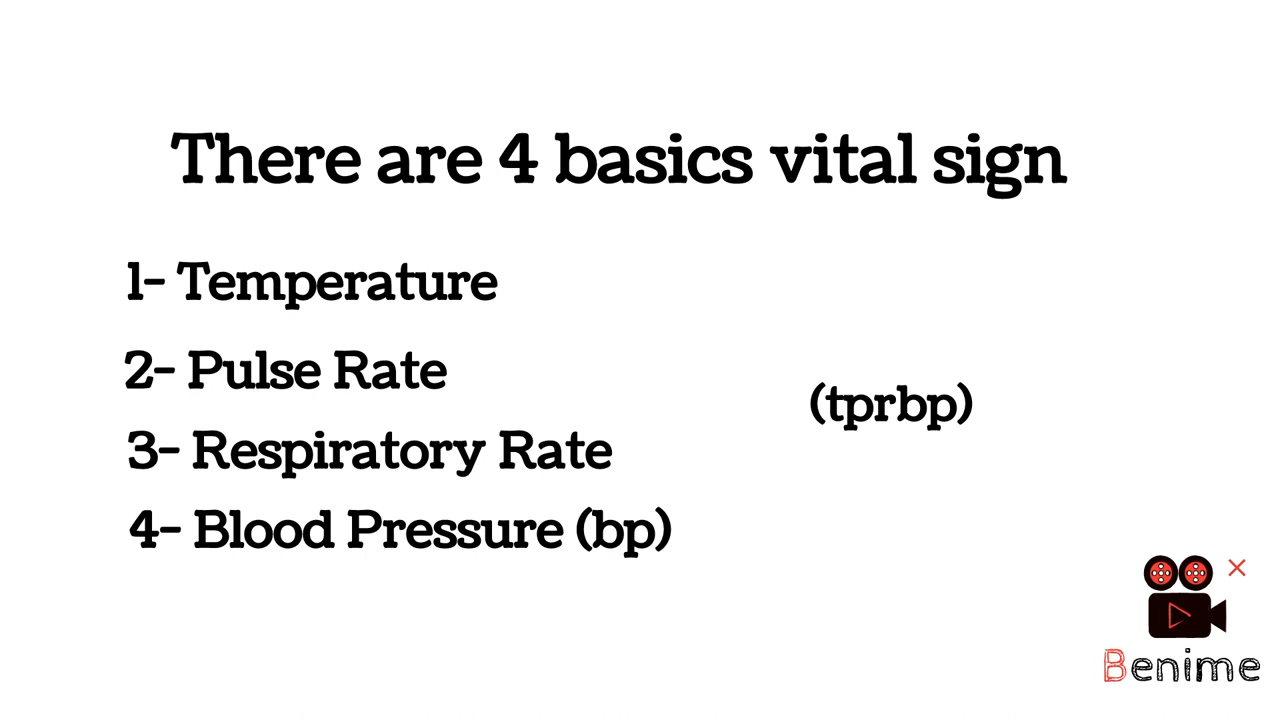 There are 4 basics vital sign
1- Temperature
2- Pulse Rate
(tprbp)
3- Respiratory Rate
4- Blood Pressure (bp)
Benime